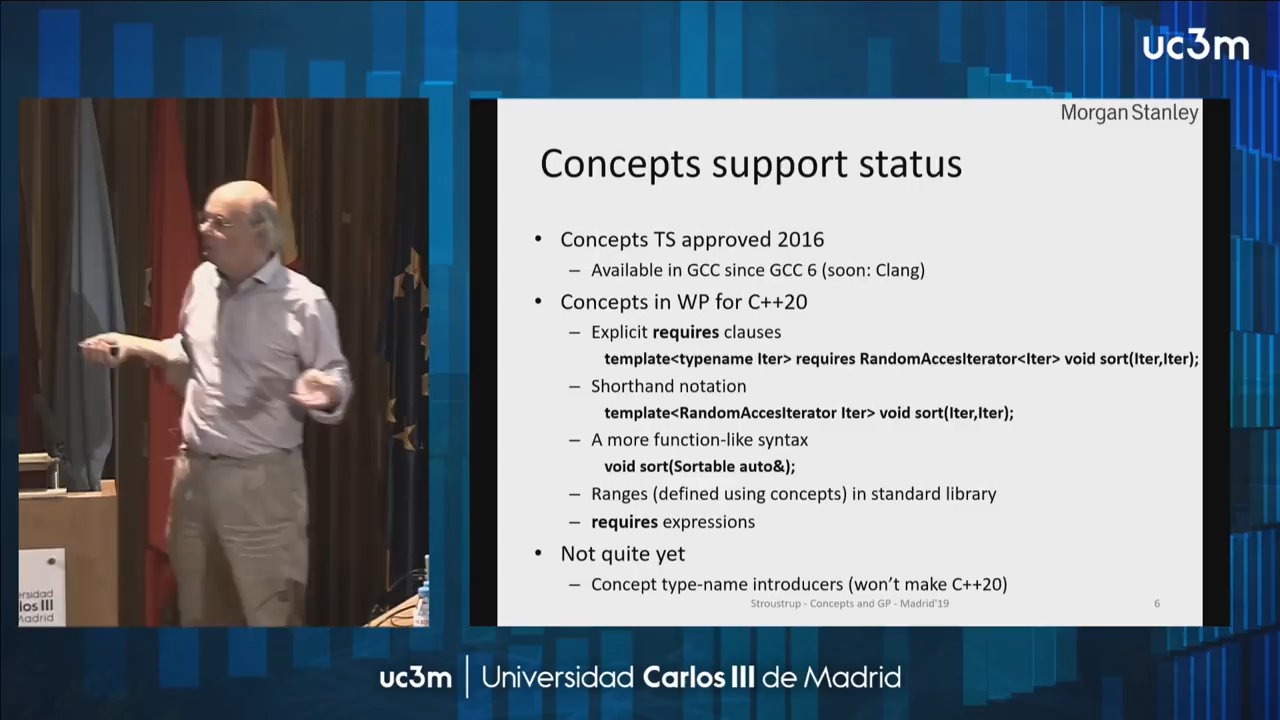 uc3m
Morgan Stanley
Concepts support status
• Concepts TS approved 2016
– Available in GCC since GCC 6 (soon: Clang)
• Concepts in WP for C++20
– Explicit requires clauses
template<typename Iter> requires RandomAccesIterator<Iter> void sort(Iter,Iter);
– Shorthand notation
template<RandomAccesIterator Iter> void sort(Iter,Iter);
– A more function-like syntax
void sort(Sortable auto&);
– Ranges (defined using concepts) in standard library
– requires expressions
• Not quite yet
– Concept type-name introducers (won't make C++20)
Stroustrup - Concepts and GP - Madrid'19
6
rsidad
los III
Madrid
uc3m | Universidad Carlos III de Madrid